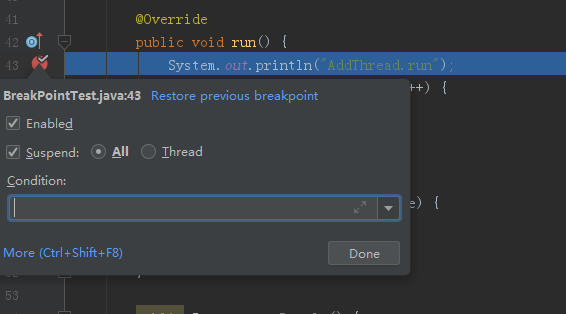 41 @Override
42 public void run() {
43 System.out.println("AddThread.run");
++) {
BreakPointTest.java:43 Restore previous breakpoint
Enabled
Suspend: All Thread
Condition:
) {
More (Ctrl+Shift+F8) Done
53